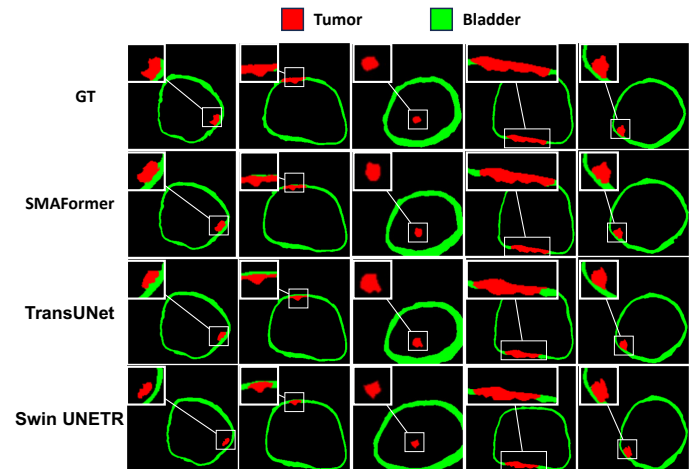 Tumor Bladder
GT
SMAFormer
TransUNet
Swin UNETR